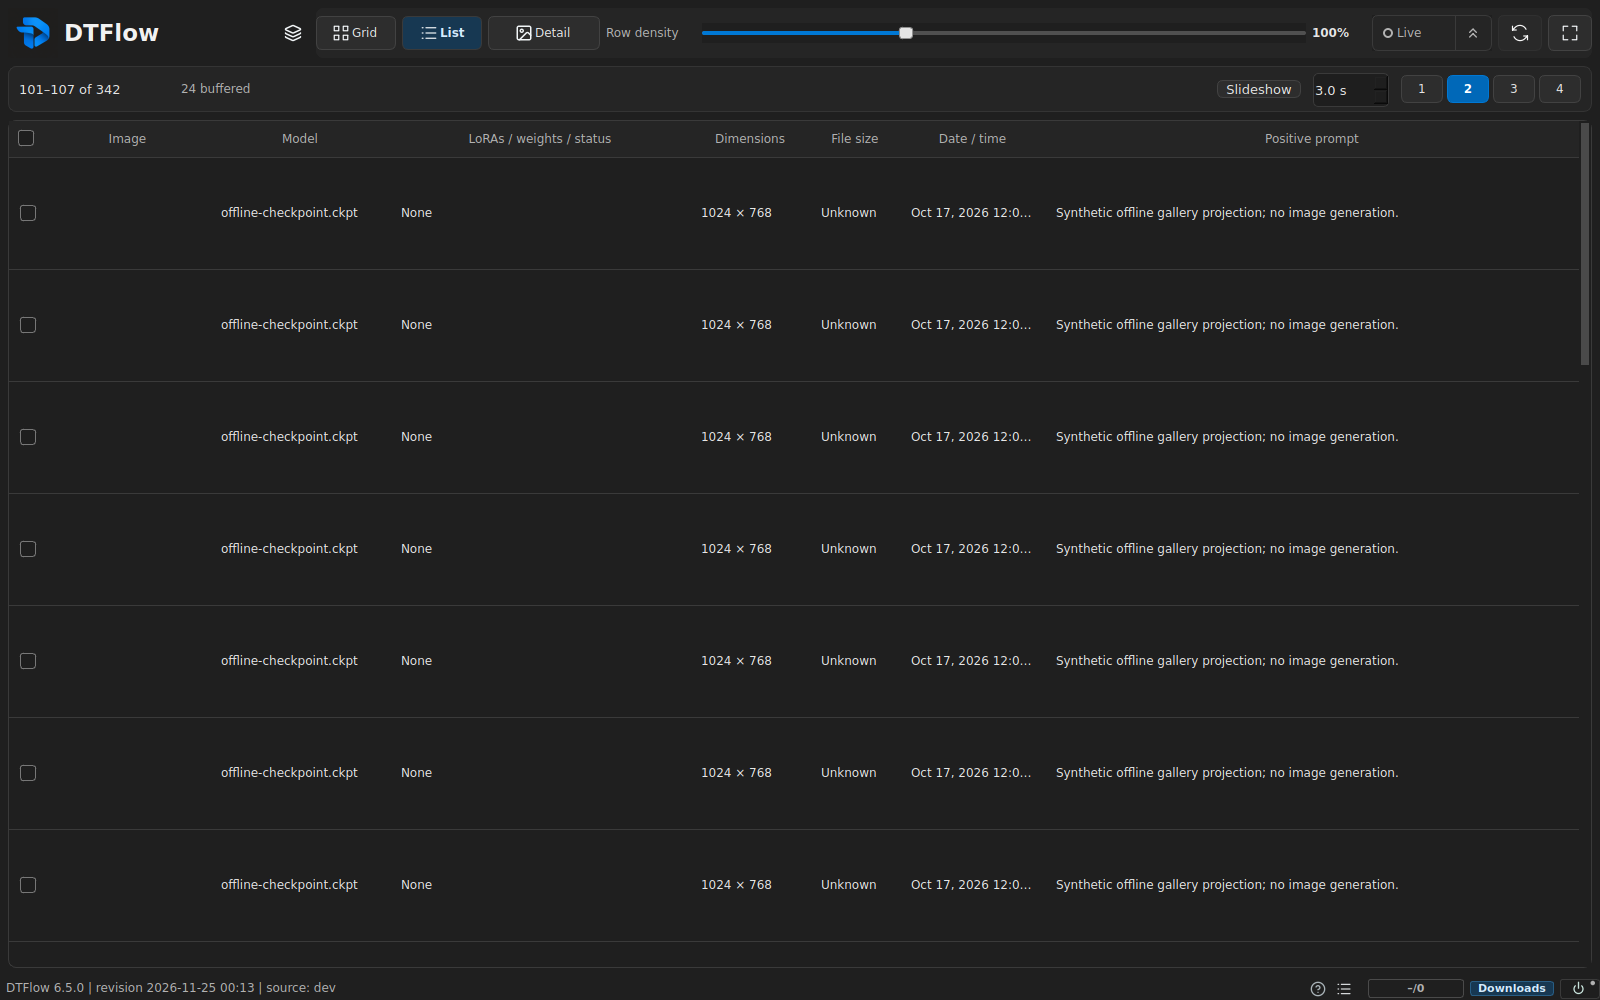 DTFlow Grid List Detail Row density 100% Live
101–107 of 342 24 buffered Slideshow 3.0 s 1 2 3 4
Image Model LoRAs / weights / status Dimensions File size Date / time Positive prompt
offline-checkpoint.ckpt None 1024 × 768 Unknown Oct 17, 2026 12:0... Synthetic offline gallery projection; no image generation.
offline-checkpoint.ckpt None 1024 × 768 Unknown Oct 17, 2026 12:0... Synthetic offline gallery projection; no image generation.
offline-checkpoint.ckpt None 1024 × 768 Unknown Oct 17, 2026 12:0... Synthetic offline gallery projection; no image generation.
offline-checkpoint.ckpt None 1024 × 768 Unknown Oct 17, 2026 12:0... Synthetic offline gallery projection; no image generation.
offline-checkpoint.ckpt None 1024 × 768 Unknown Oct 17, 2026 12:0... Synthetic offline gallery projection; no image generation.
offline-checkpoint.ckpt None 1024 × 768 Unknown Oct 17, 2026 12:0... Synthetic offline gallery projection; no image generation.
offline-checkpoint.ckpt None 1024 × 768 Unknown Oct 17, 2026 12:0... Synthetic offline gallery projection; no image generation.
DTFlow 6.5.0 | revision 2026-11-25 00:13 | source: dev –/0 Downloads